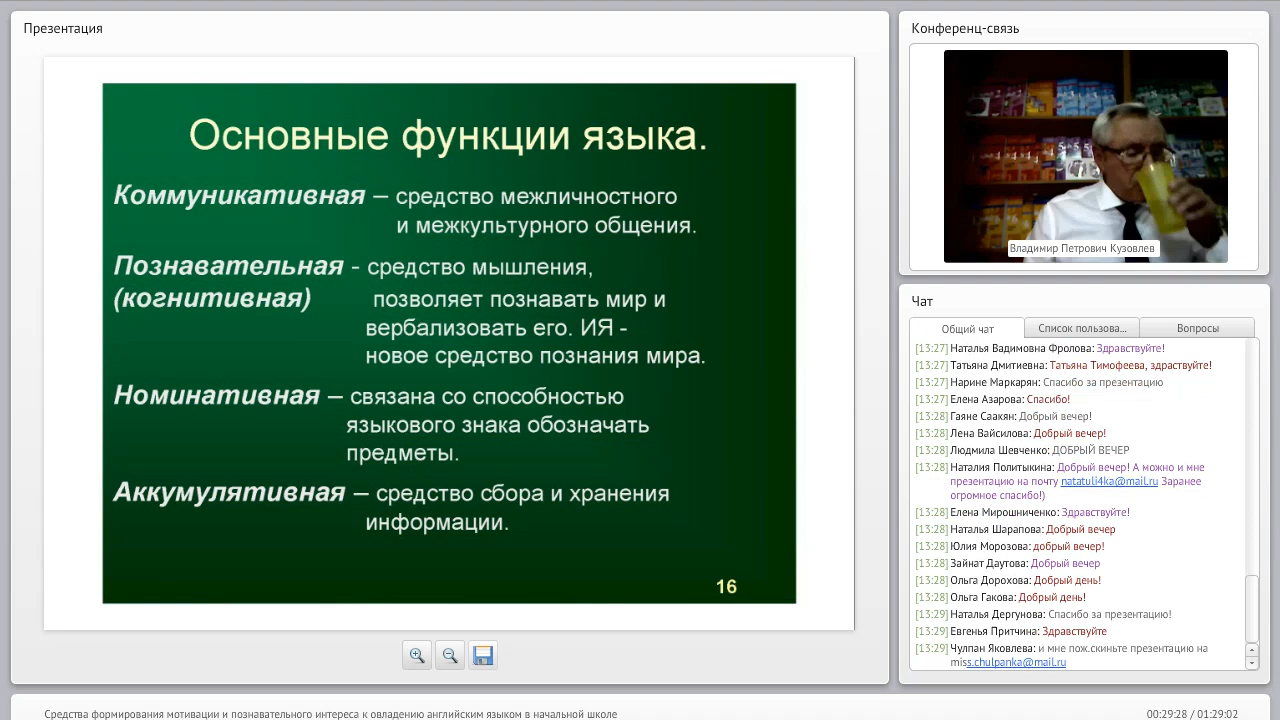 Презентация
Основные функции языка.
Коммуникативная – средство межличностного
и межкультурного общения.
Познавательная - средство мышления,
(когнитивная) позволяет познавать мир и
вербализовать его. ИЯ -
новое средство познания мира.
Номинативная – связана со способностью
языкового знака обозначать
предметы.
Аккумулятивная – средство сбора и хранения
информации.
16
Конференц-связь
Владимир Петрович Кузовлев
Чат
Общий чат
Список пользова...
Вопросы
[13:27] Наталья Вадимовна Фролова: Здравствуйте!
[13:27] Татьяна Дмитиевна: Татьяна Тимофеева, здраствуйте!
[13:27] Нарине Маркарян: Спасибо за презентацию
[13:27] Елена Азарова: Спасибо!
[13:28] Гаяне Саакян: Добрый вечер!
[13:28] Лена Вайсилова: Добрый вечер!
[13:28] Людмила Шевченко: ДОБРЫЙ ВЕЧЕР
[13:28] Наталия Политыкина: Добрый вечер! А можно и мне
презентацию на почту natatuli4ka@mail.ru Заранее
огромное спасибо!)
[13:28] Елена Мирошниченко: Здравствуйте!
[13:28] Наталья Шарапова: Добрый вечер
[13:28] Юлия Морозова: добрый вечер!
[13:28] Зайнат Даутова: Добрый вечер
[13:28] Ольга Дорохова: Добрый день!
[13:28] Ольга Гакова: Добрый день!
[13:29] Наталья Дергунова: Спасибо за презентацию!
[13:29] Евгенья Притчина: Здравствуйте
[13:29] Чулпан Яковлева: и мне пож.скиньте презентацию на
miss.chulpanka@mail.ru
Средства формирования мотивации и познавательного интереса к овладению английским языком в начальной школе
00:29:28 / 01:29:02